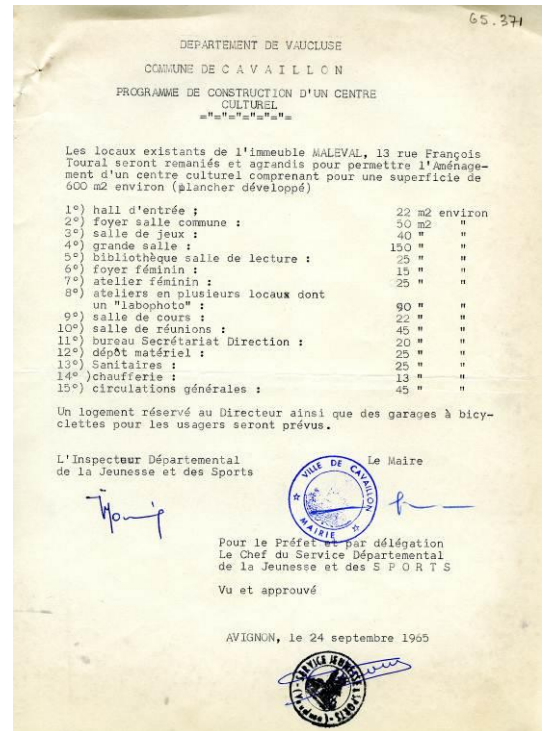 65.371
DEPARTEMENT DE VAUCLUSE
COMMUNE DE C A V A I L L O N
PROGRAMME DE CONSTRUCTION D'UN CENTRE
CULTUREL
="="="="="="=
Les locaux existants de l'immeuble MALEVAL, 13 rue François
Toural seront remaniés et agrandis pour permettre l'Aménage-
ment d'un centre culturel comprenant pour une superficie de
600 m2 environ (plancher développé)
1°) hall d'entrée ; 22 m2 environ
2°) foyer salle commune : 50 m2 "
3°) salle de jeux : 40 " "
4°) grande salle : 150 " "
5°) bibliothèque salle de lecture : 25 " "
6°) foyer féminin : 15 " "
7°) atelier féminin : 25 " "
8°) ateliers en plusieurs locaux dont
un "labophoto" : 90 " "
9°) salle de cours : 22 " "
10°) salle de réunions : 45 " "
11°) bureau Secrétariat Direction : 20 " "
12°) dépôt matériel : 25 " "
13°) Sanitaires : 25 " "
14° )chaufferie : 13 " "
15°) circulations générales : 45 " "
Un logement réservé au Directeur ainsi que des garages à bicy-
clettes pour les usagers seront prévus.
L'Inspecteur Départemental Le Maire
de la Jeunesse et des Sports
VILLE DE CAVAILLON
MAIRIE
Pour le Préfet et par délégation
Le Chef du Service Départemental
de la Jeunesse et des S P O R T S
Vu et approuvé
AVIGNON, le 24 septembre 1965
SERVICE JEUNESSE & SPORTS